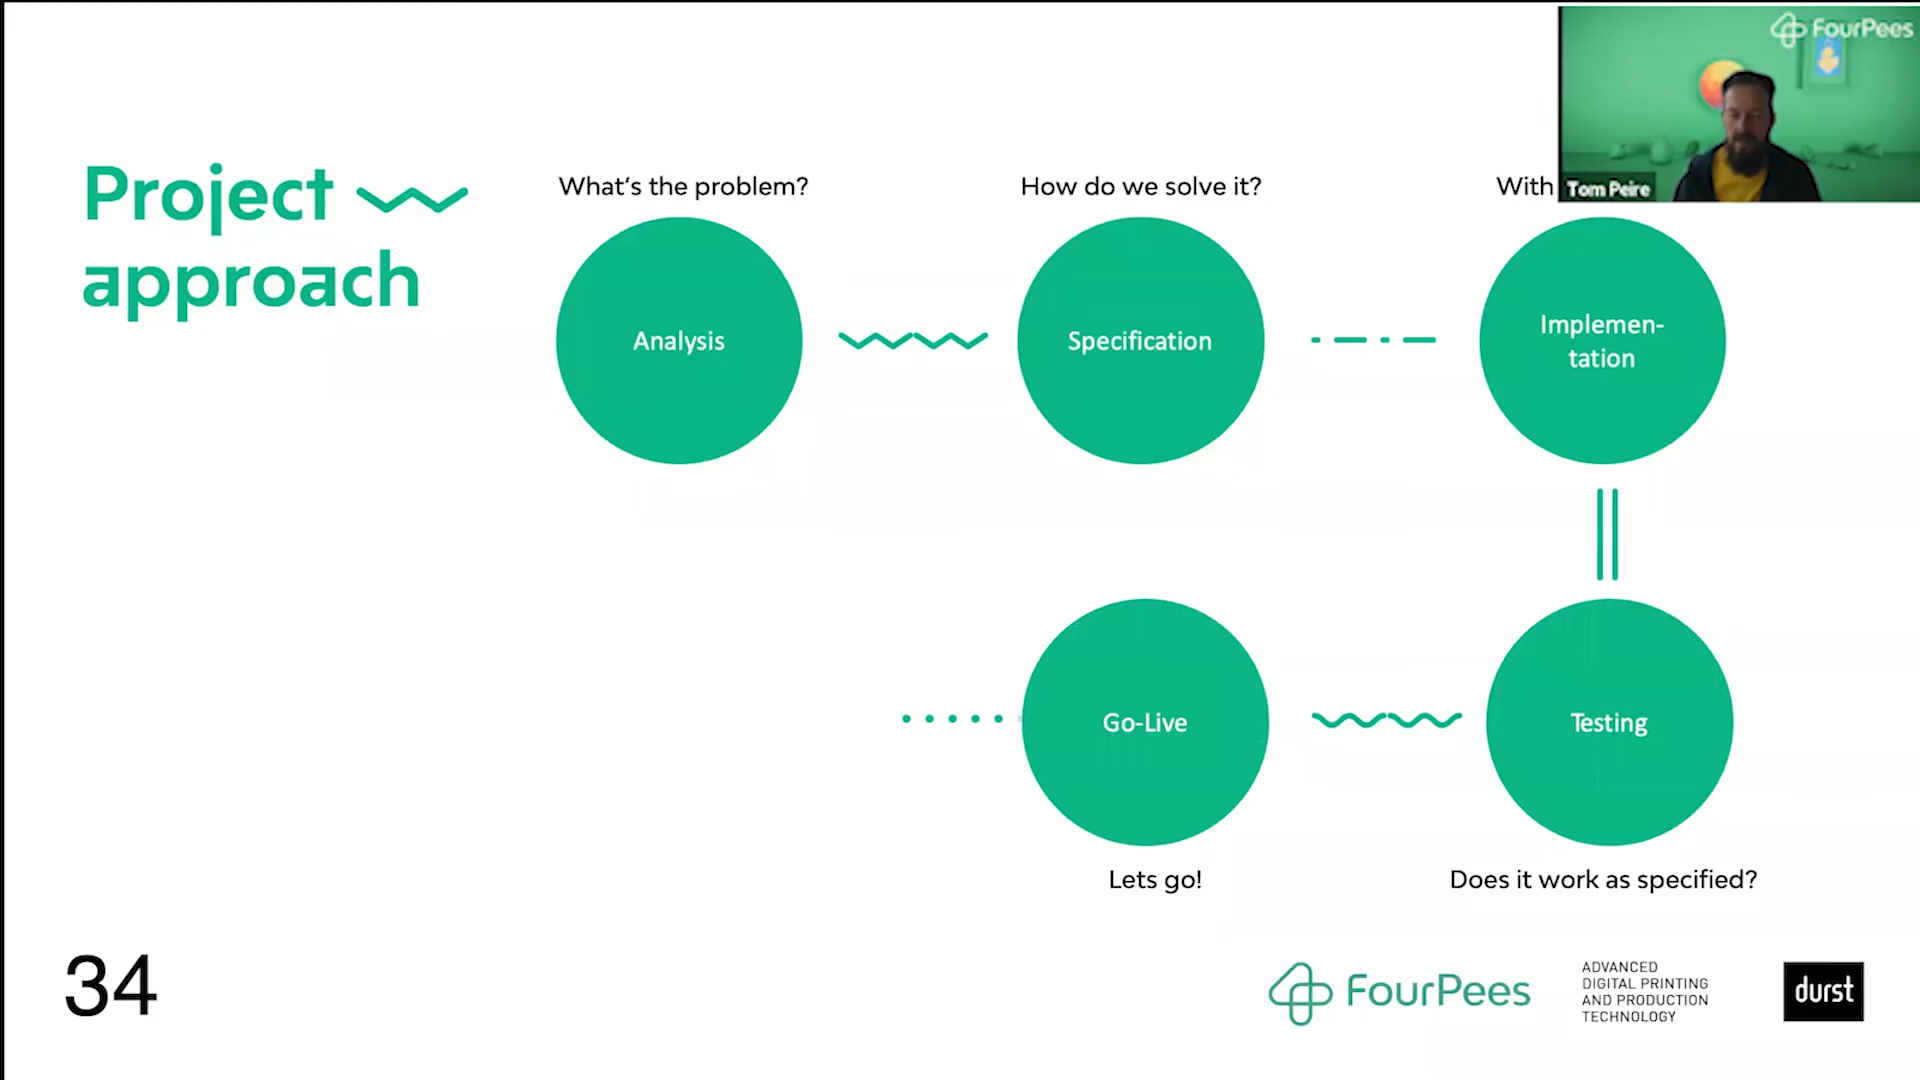 Project
approach
What's the problem?
Analysis
How do we solve it?
Specification
With
Implemen-
tation
FourPees
Tom Peire
Go-Live
Lets go!
Testing
Does it work as specified?
34
FourPees
ADVANCED
DIGITAL PRINTING
AND PRODUCTION
TECHNOLOGY
durst